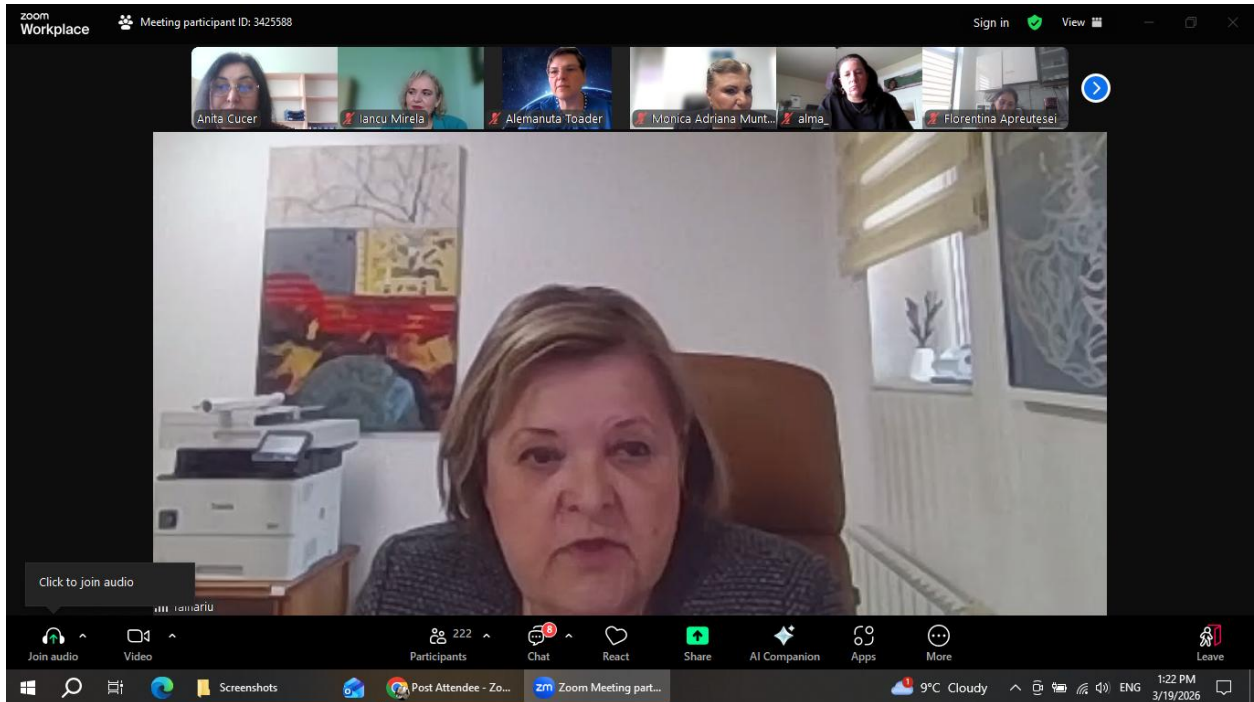 zoom
Workplace
Meeting participant ID: 3425588
Sign in
View
Anita Cucer
Iancu Mirela
Alemanuta Toader
Monica Adriana Munt...
alma_
Florentina Apreutesei
Click to join audio
Join audio
Video
222
Participants
8
Chat
React
Share
AI Companion
Apps
More
Leave
Screenshots
Post Attendee - Zo...
zm
Zoom Meeting part...
1
9°C Cloudy
ENG
1:22 PM
3/19/2026